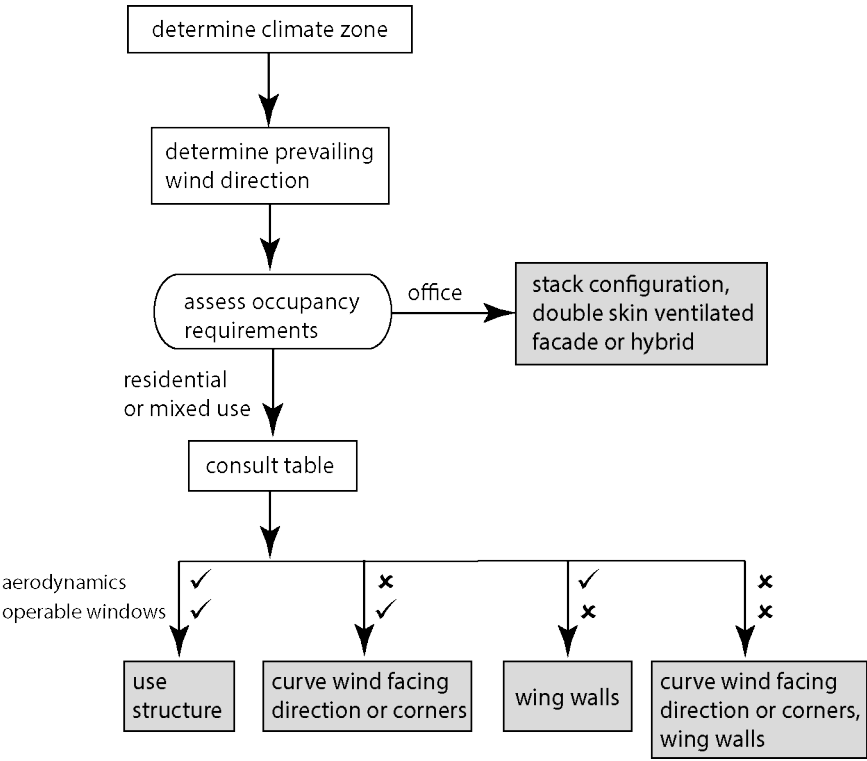 determine climate zone
determine prevailing
wind direction
assess occupancy
requirements
office
stack configuration,
double skin ventilated
facade or hybrid
residential
or mixed use
consult table
aerodynamics ✓ ✘ ✓ ✘
operable windows ✓ ✓ ✘ ✘
use
structure
curve wind facing
direction or corners
wing walls
curve wind facing
direction or corners,
wing walls